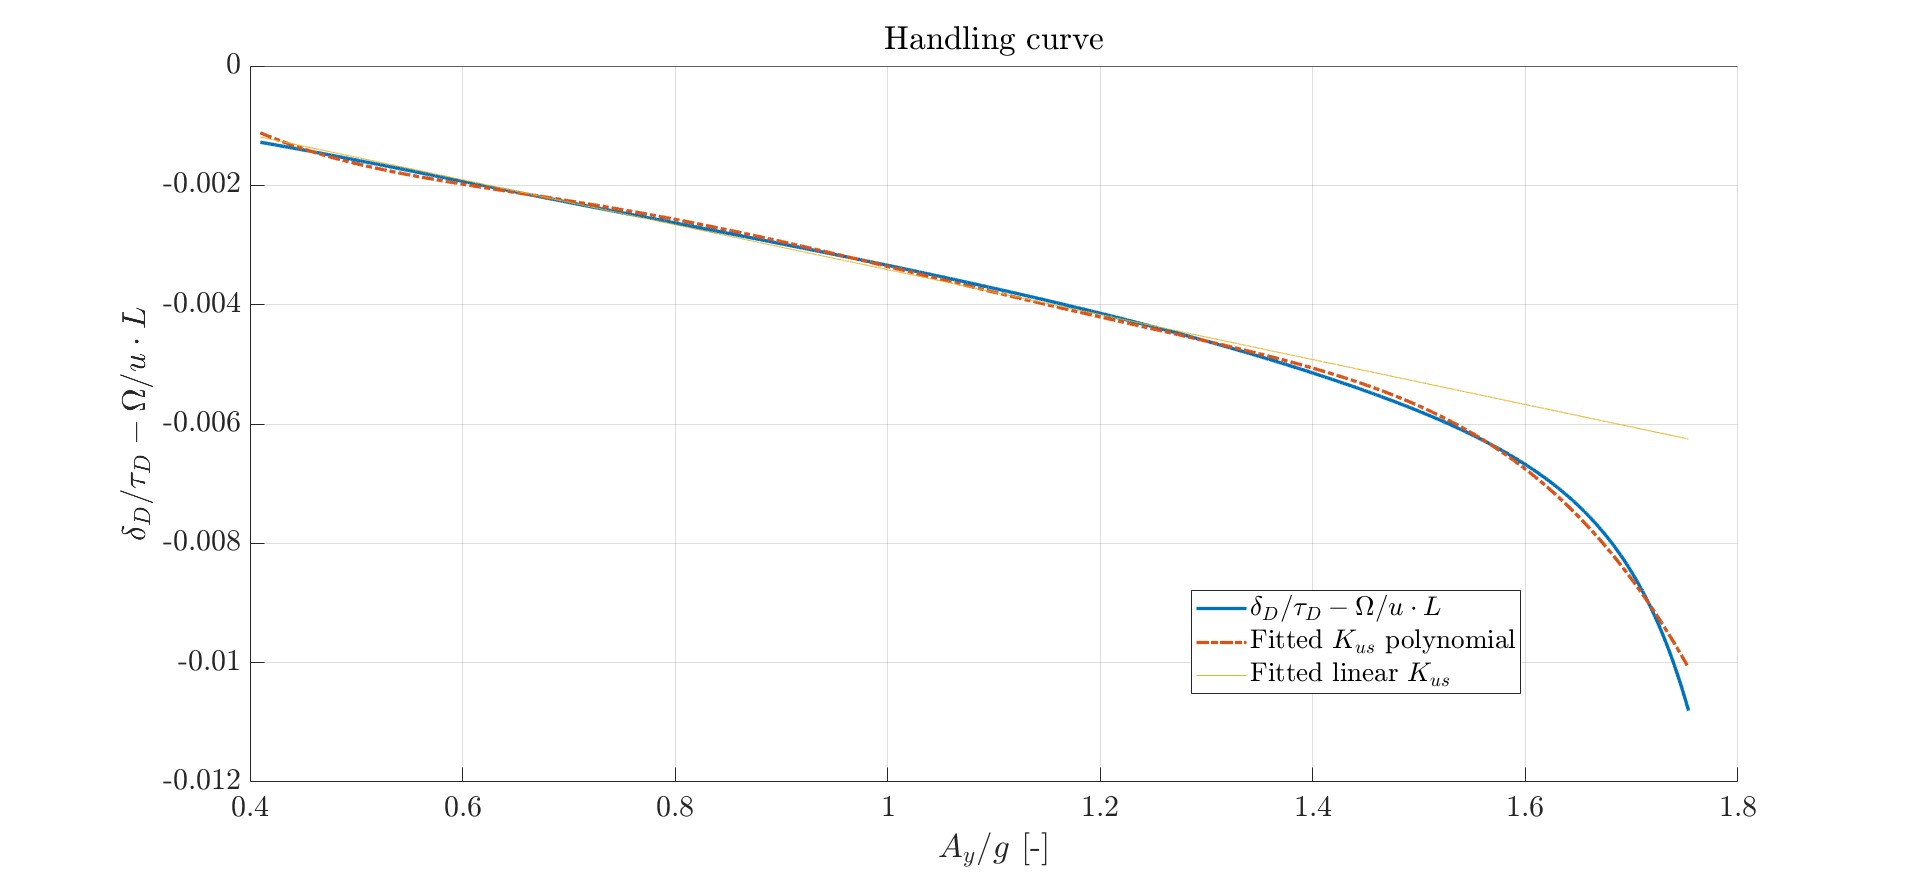 Handling curve
0
-0.002
-0.004
-0.006
-0.008
-0.01
-0.012
δ_D/τ_D − Ω/u · L
δ_D/τ_D − Ω/u · L
Fitted K_us polynomial
Fitted linear K_us
0.4 0.6 0.8 1 1.2 1.4 1.6 1.8
A_y/g [-]